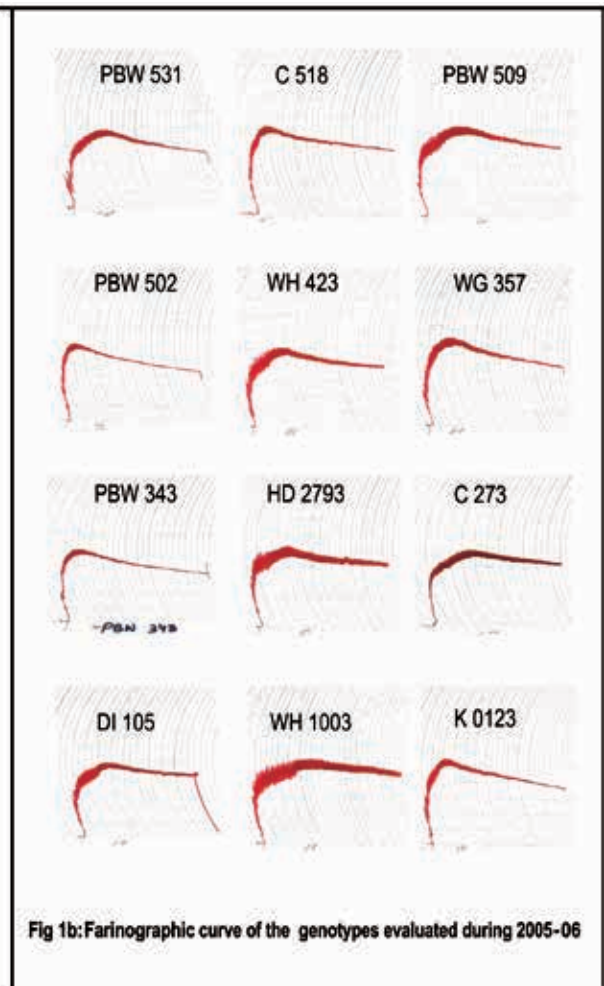 PBW 531 C 518 PBW 509
PBW 502 WH 423 WG 357
PBW 343 HD 2793 C 273
PBW 343
DI 105 WH 1003 K 0123
Fig 1b:Farinographic curve of the genotypes evaluated during 2005-06